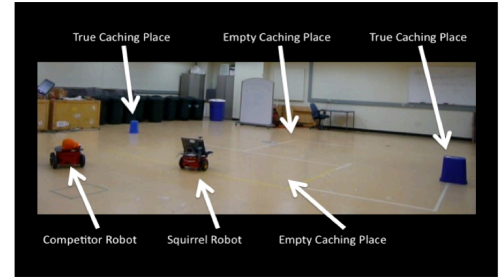 True Caching Place
Empty Caching Place
True Caching Place
Competitor Robot
Squirrel Robot
Empty Caching Place